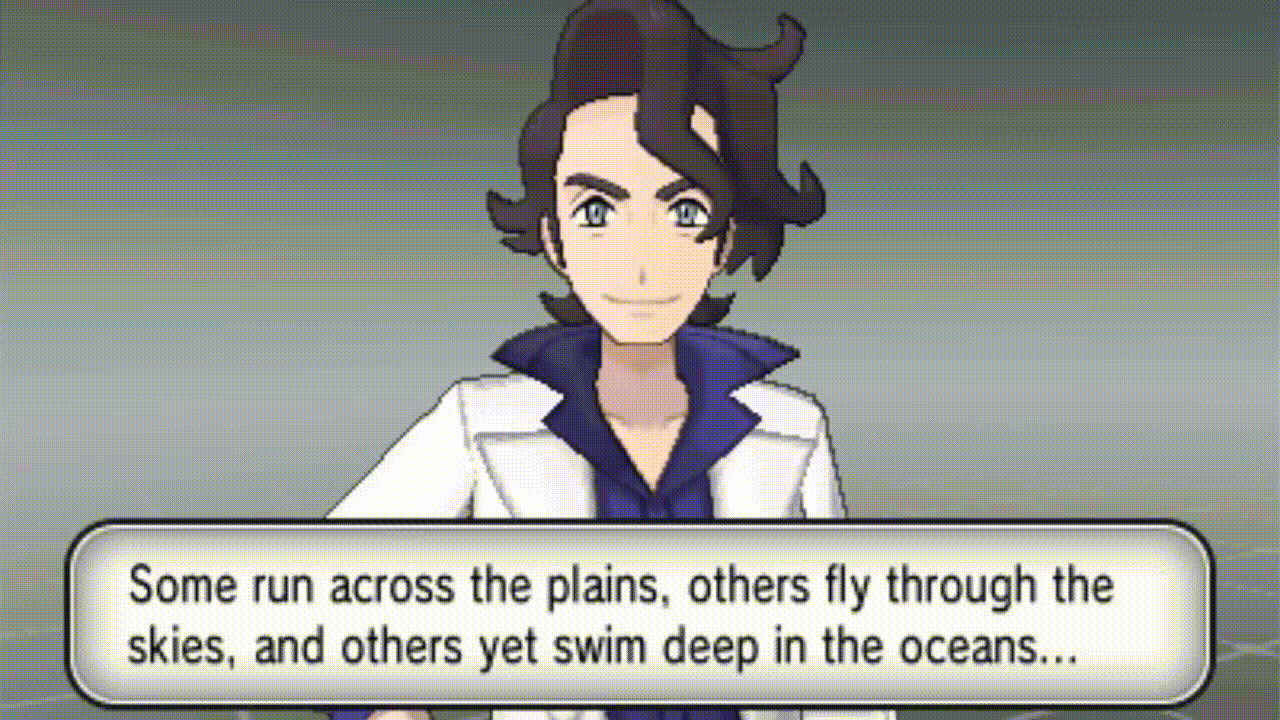 Some run across the plains, others fly through the
skies, and others yet swim deep in the oceans...